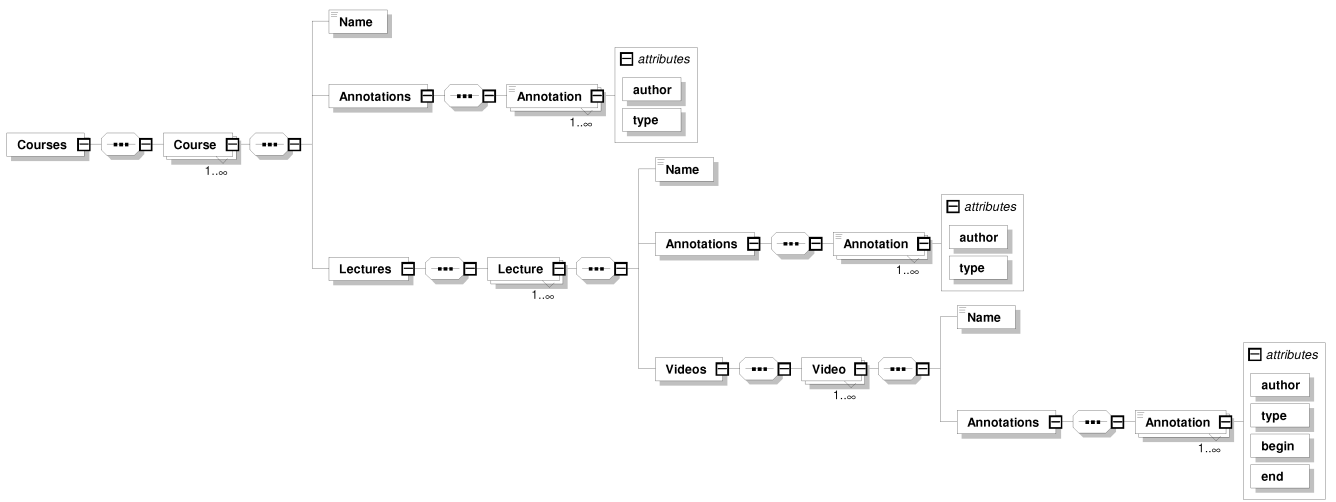 Name
attributes
author
Annotations
Annotation
type
1..∞
Courses
Course
1..∞
Name
attributes
author
Annotations
Annotation
type
1..∞
Lectures
Lecture
1..∞
Name
attributes
Videos
Video
author
1..∞
type
Annotations
Annotation
begin
1..∞
end